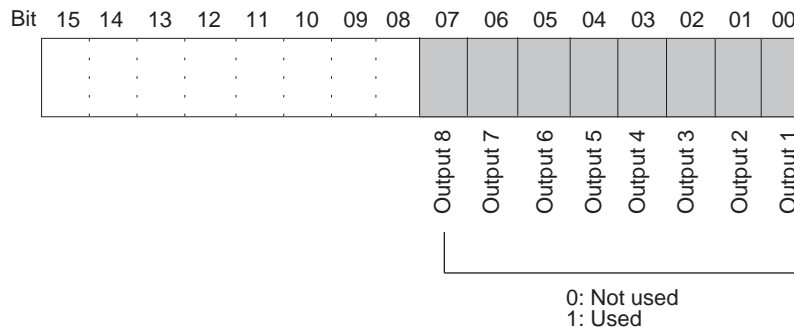 Bit 15 14 13 12 11 10 09 08 07 06 05 04 03 02 01 00
Output 8
Output 7
Output 6
Output 5
Output 4
Output 3
Output 2
Output 1
0: Not used
1: Used